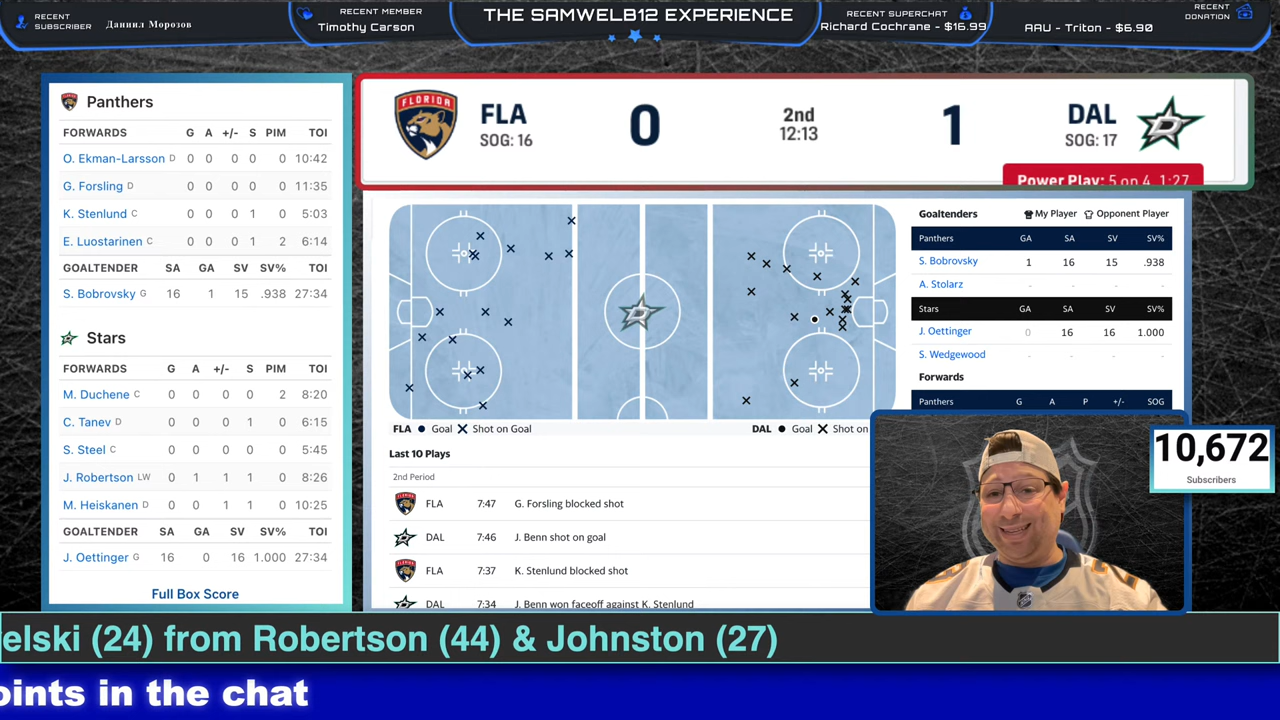 RECENT SUBSCRIBER
Даниил Морозов
RECENT MEMBER
Timothy Carson
THE SAMWELB12 EXPERIENCE
RECENT SUPERCHAT
Richard Cochrane - $16.99
AAU - Triton - $6.90
RECENT DONATION
Panthers
FORWARDS G A +/- S PIM TOI
O. Ekman-Larsson D 0 0 0 0 0 10:42
G. Forsling D 0 0 0 0 0 11:35
K. Stenlund C 0 0 0 1 0 5:03
E. Luostarinen C 0 0 0 1 2 6:14
GOALTENDER SA GA SV SV% TOI
S. Bobrovsky G 16 1 15 .938 27:34
Stars
FORWARDS G A +/- S PIM TOI
M. Duchene C 0 0 0 0 2 8:20
C. Tanev D 0 0 0 1 0 6:15
S. Steel C 0 0 0 0 0 5:45
J. Robertson LW 0 1 1 1 0 8:26
M. Heiskanen D 0 0 1 1 0 10:25
GOALTENDER SA GA SV SV% TOI
J. Oettinger G 16 0 16 1.000 27:34
Full Box Score
FLORIDA
FLA
SOG: 16
0
2nd
12:13
1
DAL
SOG: 17
D
Power Play: 5 on 4, 1:27
D
FLA Goal Shot on Goal
DAL Goal Shot on
Last 10 Plays
2nd Period
FLA 7:47 G. Forsling blocked shot
DAL 7:46 J. Benn shot on goal
FLA 7:37 K. Stenlund blocked shot
DAL 7:34 J. Benn won faceoff against K. Stenlund
Goaltenders My Player Opponent Player
Panthers GA SA SV SV%
S. Bobrovsky 1 16 15 .938
A. Stolarz - - - -
Stars GA SA SV SV%
J. Oettinger 0 16 16 1.000
S. Wedgewood - - - -
Forwards
Panthers G A P +/- SOG
10,672
Subscribers
elski (24) from Robertson (44) & Johnston (27)
oints in the chat